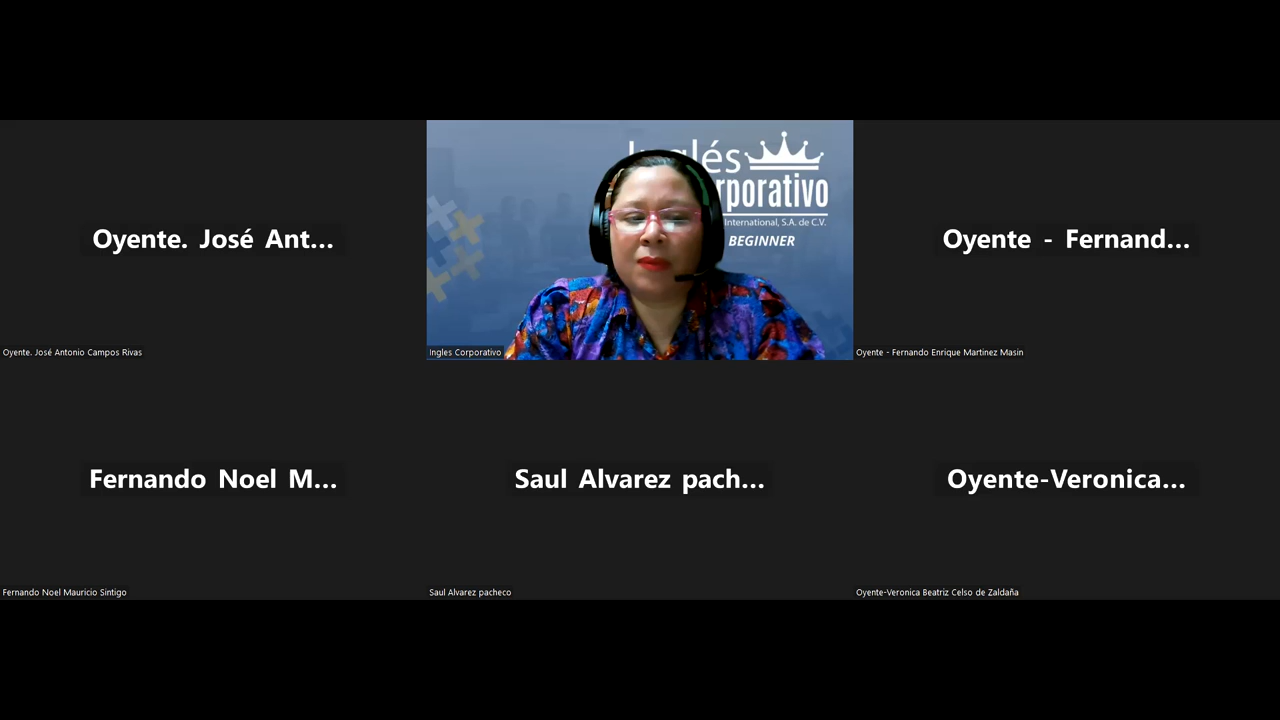 Oyente. José Ant...
Oyente. José Antonio Campos Rivas
Inglés
rporativo
International, S.A. de C.V.
BEGINNER
Ingles Corporativo
Oyente - Fernand...
Oyente - Fernando Enrique Martinez Masin
Fernando Noel M...
Fernando Noel Mauricio Sintigo
Saul Alvarez pach...
Saul Alvarez pacheco
Oyente-Veronica...
Oyente-Veronica Beatriz Celso de Zaldaña